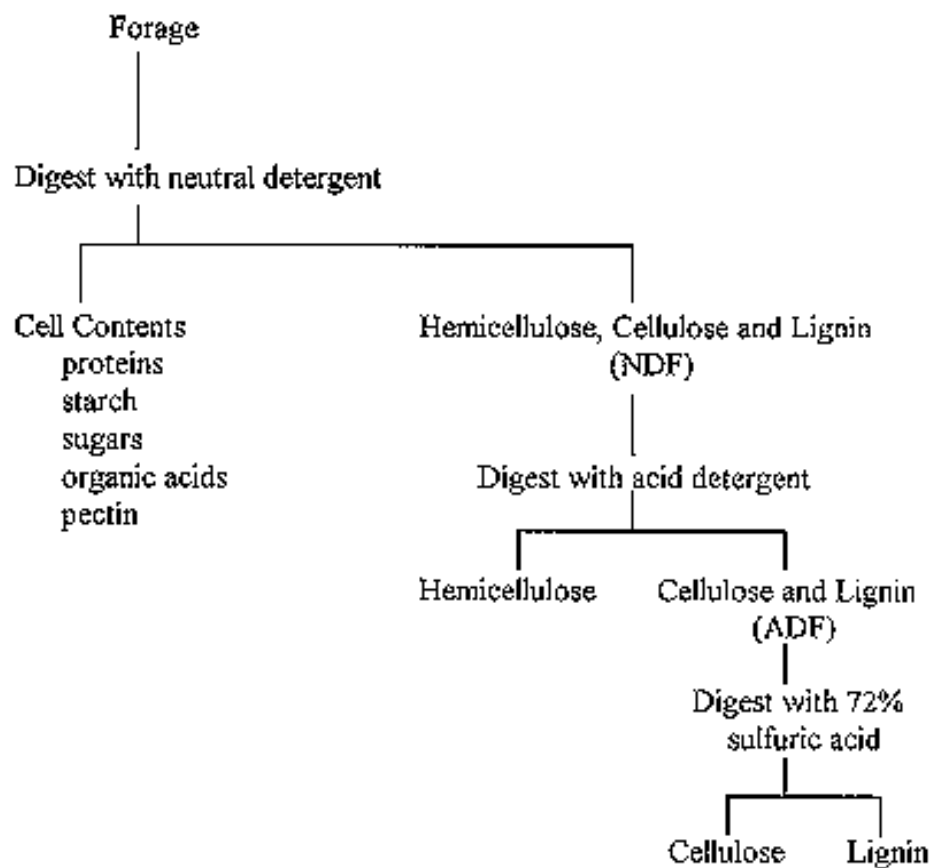 Forage
Digest with neutral detergent
Cell Contents
proteins
starch
sugars
organic acids
pectin
Hemicellulose, Cellulose and Lignin
(NDF)
Digest with acid detergent
Hemicellulose
Cellulose and Lignin
(ADF)
Digest with 72%
sulfuric acid
Cellulose
Lignin